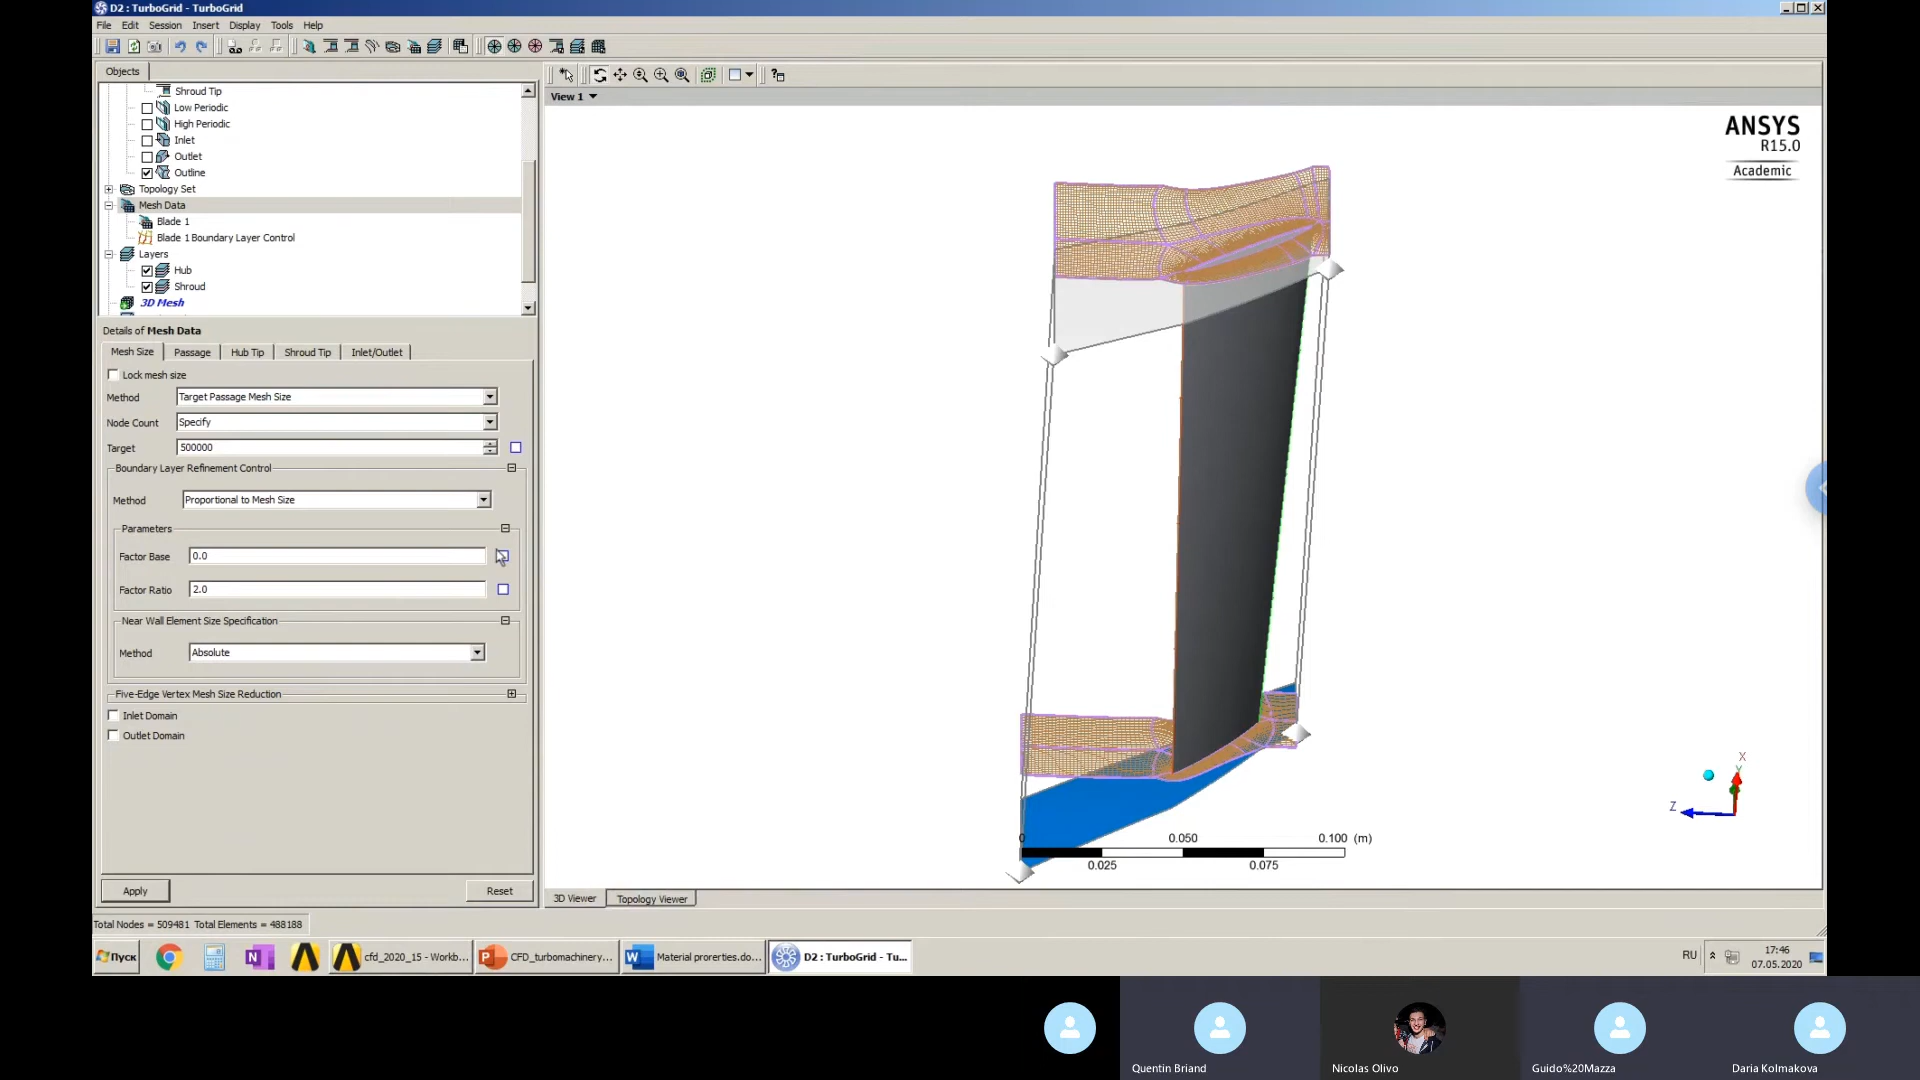 D2 : TurboGrid - TurboGrid
File Edit Session Insert Display Tools Help
Objects
Shroud Tip
Low Periodic
High Periodic
Inlet
Outlet
Outline
Topology Set
Mesh Data
Blade 1
Blade 1 Boundary Layer Control
Layers
Hub
Shroud
3D Mesh
Details of Mesh Data
Mesh Size Passage Hub Tip Shroud Tip Inlet/Outlet
Lock mesh size
Method Target Passage Mesh Size
Node Count Specify
Target 500000
Boundary Layer Refinement Control
Method Proportional to Mesh Size
Parameters
Factor Base 0.0
Factor Ratio 2.0
Near Wall Element Size Specification
Method Absolute
Five-Edge Vertex Mesh Size Reduction
Inlet Domain
Outlet Domain
Apply Reset
Total Nodes = 509481 Total Elements = 488188
View 1
ANSYS
R15.0
Academic
X
Y
Z
0 0.050 0.100 (m)
0.025 0.075
3D Viewer Topology Viewer
Пуск
cfd_2020_15 - Workb...
CFD_turbomachinery...
Material prorerties.do...
D2 : TurboGrid - Tu...
RU
17:46
07.05.2020
Quentin Briand
Nicolas Olivo
Guido%20Mazza
Daria Kolmakova